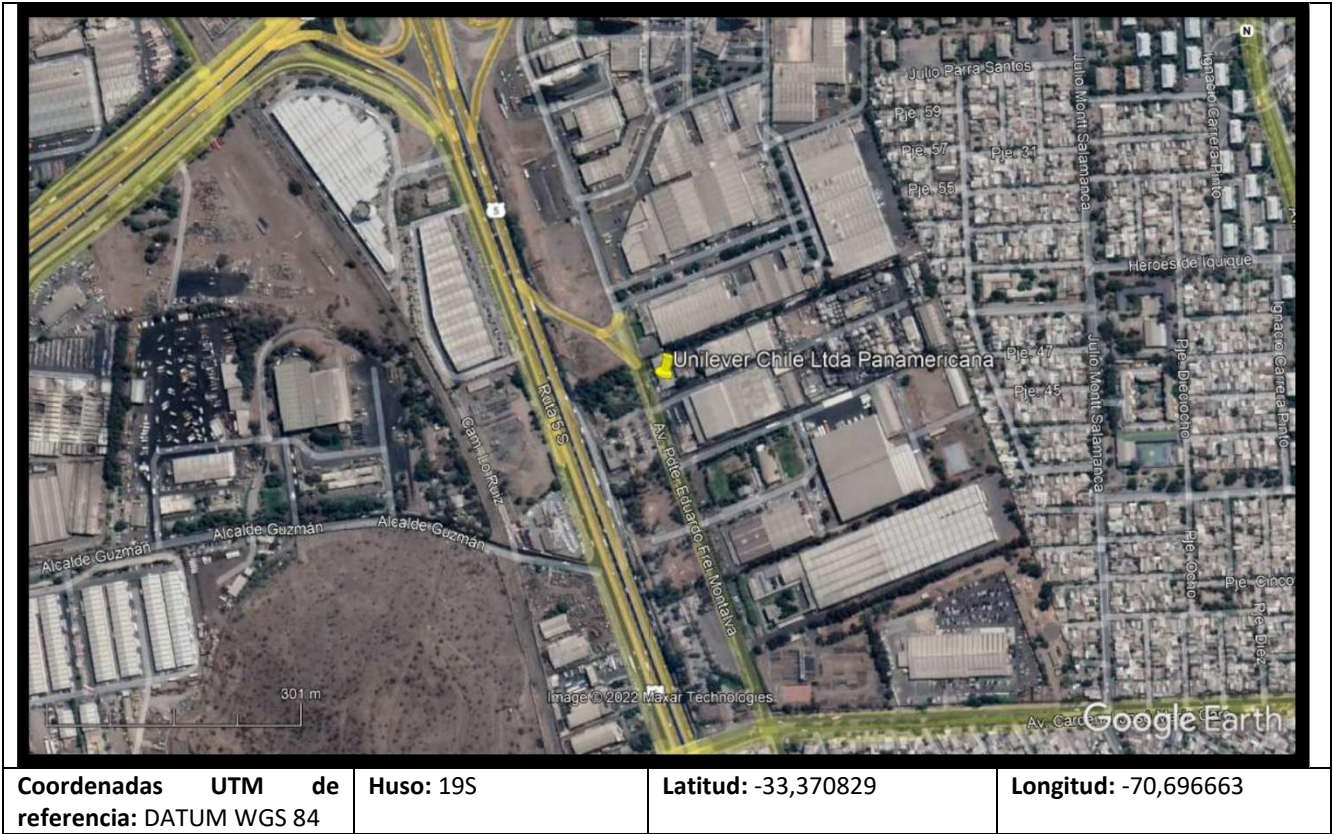 N
Julio Parra Santos
Julio Montt Salamanca
Ignacio Carrera Pinto
Pje. 59
Pje. 57
Pje. 31
Pje. 55
5
Héroes de Iquique
Unilever Chile Ltda Panamericana
Pje. 47
Pje. 45
Julio Montt Salamanca
Pje. Dieciocho
Ignacio Carrera Pinto
Ruta 5 S
Cam. Lo Ruiz
Av. Pdte. Eduardo Frei Montalva
Alcalde Guzmán
Alcalde Guzmán
Alcalde Guzmán
Pje. Ocho
Pje. Cinco
Pje. Diez
301 m
Image © 2022 Maxar Technologies
Google Earth
Coordenadas UTM de referencia: DATUM WGS 84
Huso: 19S
Latitud: -33,370829
Longitud: -70,696663